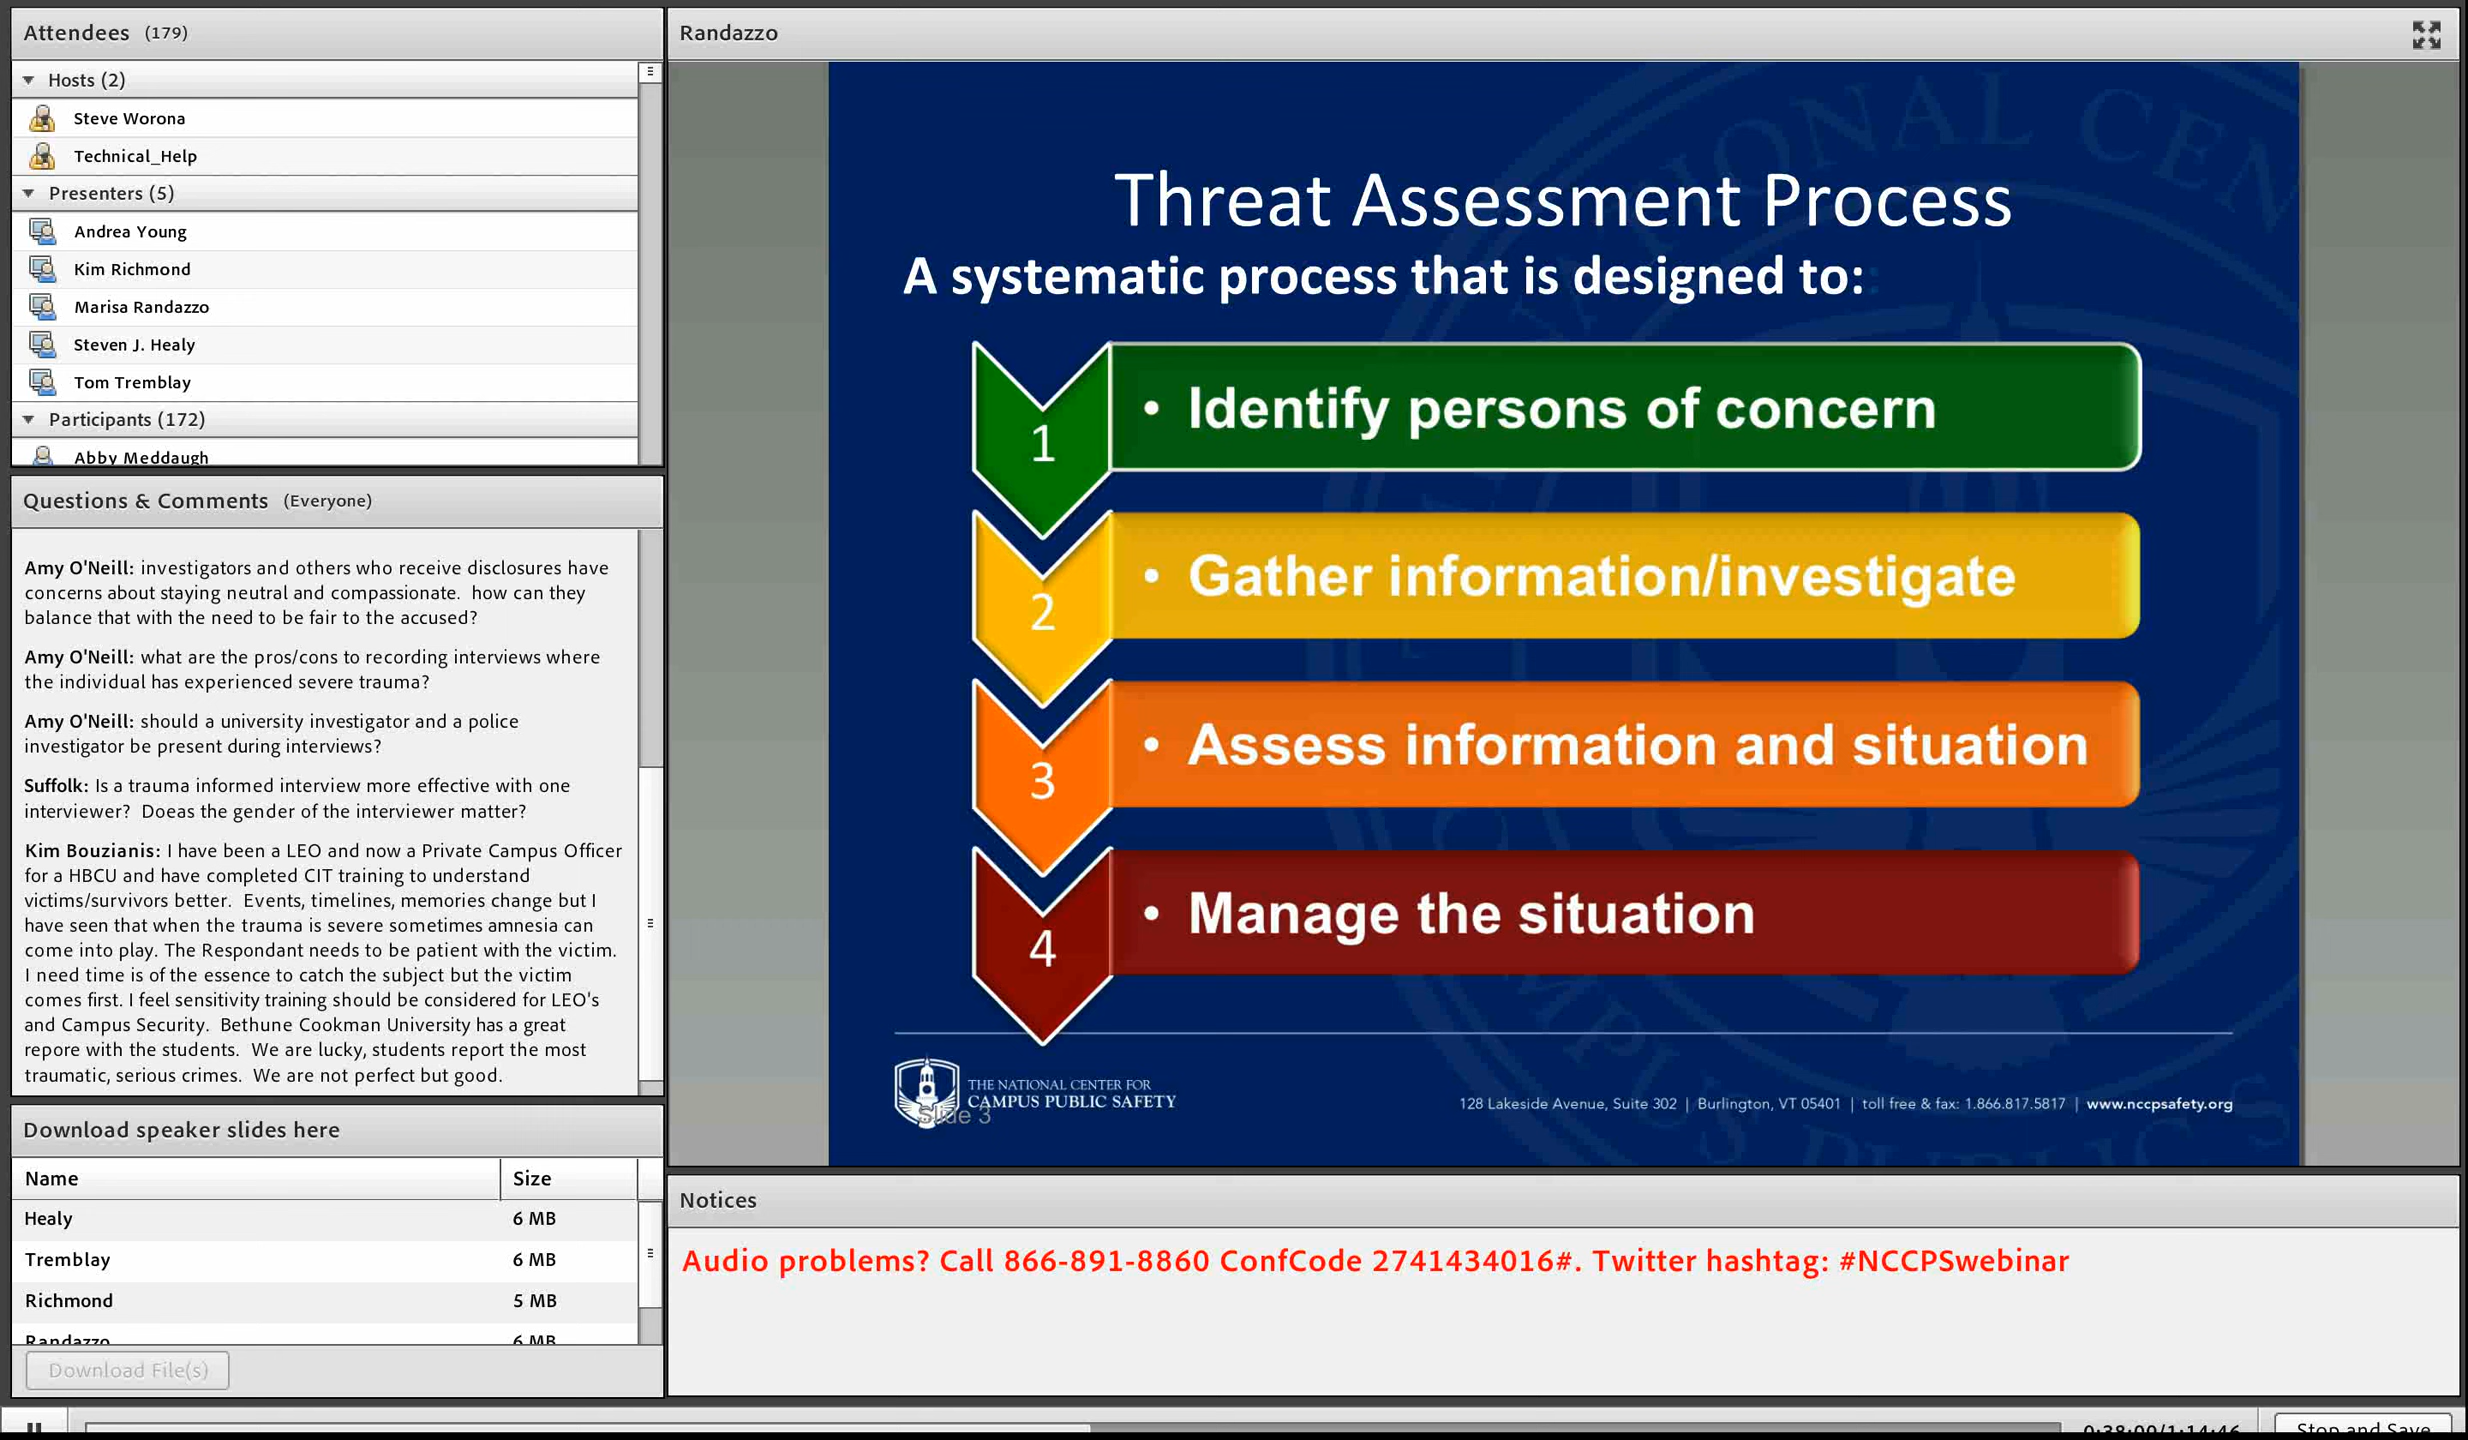 Attendees (179)
Hosts (2)
Steve Worona
Technical_Help
Presenters (5)
Andrea Young
Kim Richmond
Marisa Randazzo
Steven J. Healy
Tom Tremblay
Participants (172)
Abby Meddaugh
Questions & Comments (Everyone)
Amy O'Neill: investigators and others who receive disclosures have
concerns about staying neutral and compassionate. how can they
balance that with the need to be fair to the accused?
Amy O'Neill: what are the pros/cons to recording interviews where
the individual has experienced severe trauma?
Amy O'Neill: should a university investigator and a police
investigator be present during interviews?
Suffolk: Is a trauma informed interview more effective with one
interviewer? Doeas the gender of the interviewer matter?
Kim Bouzianis: I have been a LEO and now a Private Campus Officer
for a HBCU and have completed CIT training to understand
victims/survivors better. Events, timelines, memories change but I
have seen that when the trauma is severe sometimes amnesia can
come into play. The Respondant needs to be patient with the victim.
I need time is of the essence to catch the subject but the victim
comes first. I feel sensitivity training should be considered for LEO's
and Campus Security. Bethune Cookman University has a great
repore with the students. We are lucky, students report the most
traumatic, serious crimes. We are not perfect but good.
Download speaker slides here
Name Size
Healy 6 MB
Tremblay 6 MB
Richmond 5 MB
Randazzo 6 MB
Download File(s)
Randazzo
Threat Assessment Process
A systematic process that is designed to:
1 • Identify persons of concern
2 • Gather information/investigate
3 • Assess information and situation
4 • Manage the situation
THE NATIONAL CENTER FOR
CAMPUS PUBLIC SAFETY
Slide 3
128 Lakeside Avenue, Suite 302 | Burlington, VT 05401 | toll free & fax: 1.866.817.5817 | www.nccpsafety.org
Notices
Audio problems? Call 866-891-8860 ConfCode 2741434016#. Twitter hashtag: #NCCPSwebinar
0:38:00/1:14:46
Stop and Save